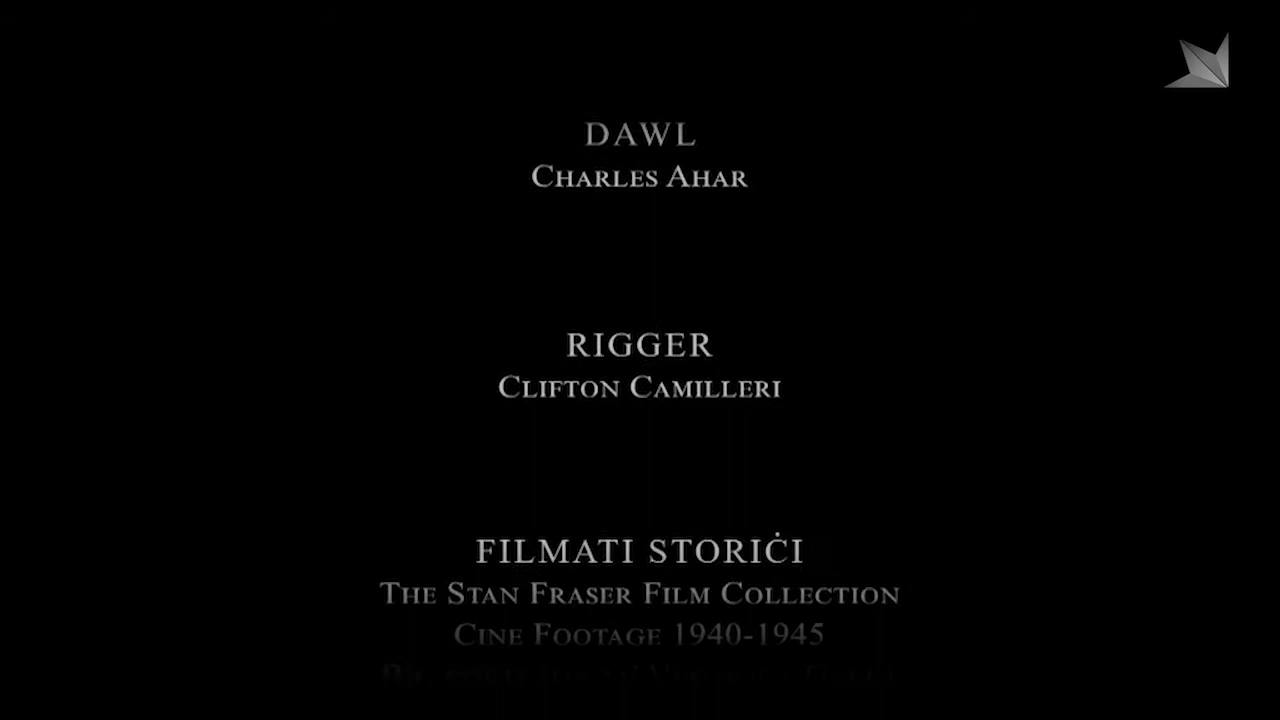 DAWL
Charles Ahar
RIGGER
Clifton Camilleri
FILMATI STORIĊI
The Stan Fraser Film Collection
Cine Footage 1940-1945